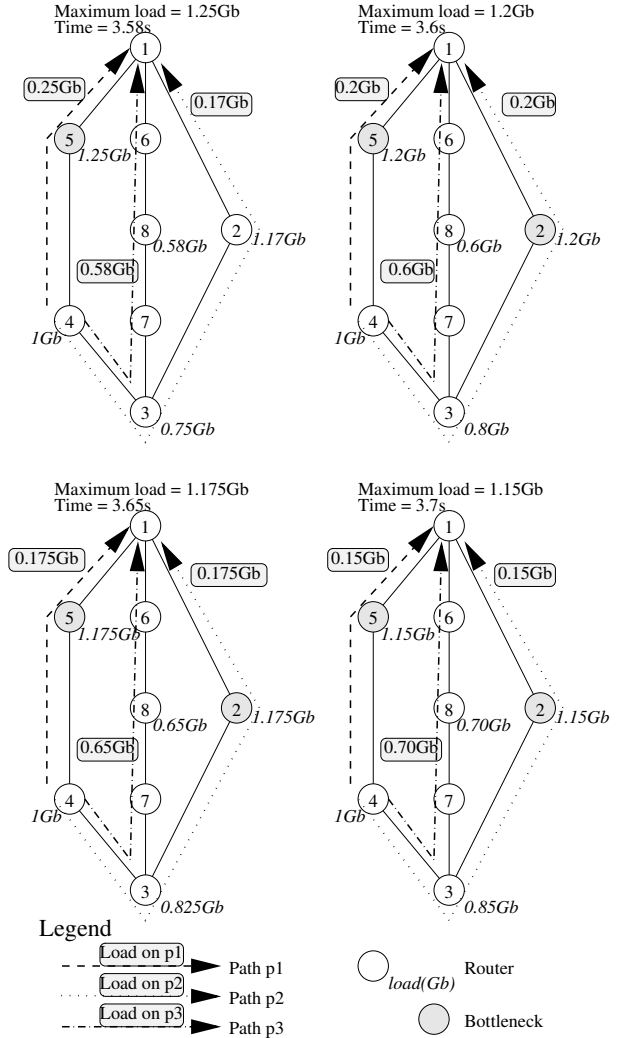 Maximum load = 1.25Gb
Time = 3.58s
1
0.25Gb
0.17Gb
5
1.25Gb
6
8
0.58Gb
2
1.17Gb
0.58Gb
4
1Gb
7
3
0.75Gb
Maximum load = 1.2Gb
Time = 3.6s
1
0.2Gb
0.2Gb
5
1.2Gb
6
8
0.6Gb
2
1.2Gb
0.6Gb
4
1Gb
7
3
0.8Gb
Maximum load = 1.175Gb
Time = 3.65s
1
0.175Gb
0.175Gb
5
1.175Gb
6
8
0.65Gb
2
1.175Gb
0.65Gb
4
1Gb
7
3
0.825Gb
Maximum load = 1.15Gb
Time = 3.7s
1
0.15Gb
0.15Gb
5
1.15Gb
6
8
0.70Gb
2
1.15Gb
0.70Gb
4
1Gb
7
3
0.85Gb
Legend
Load on p1
Path p1
Load on p2
Path p2
Load on p3
Path p3
load(Gb)
Router
Bottleneck